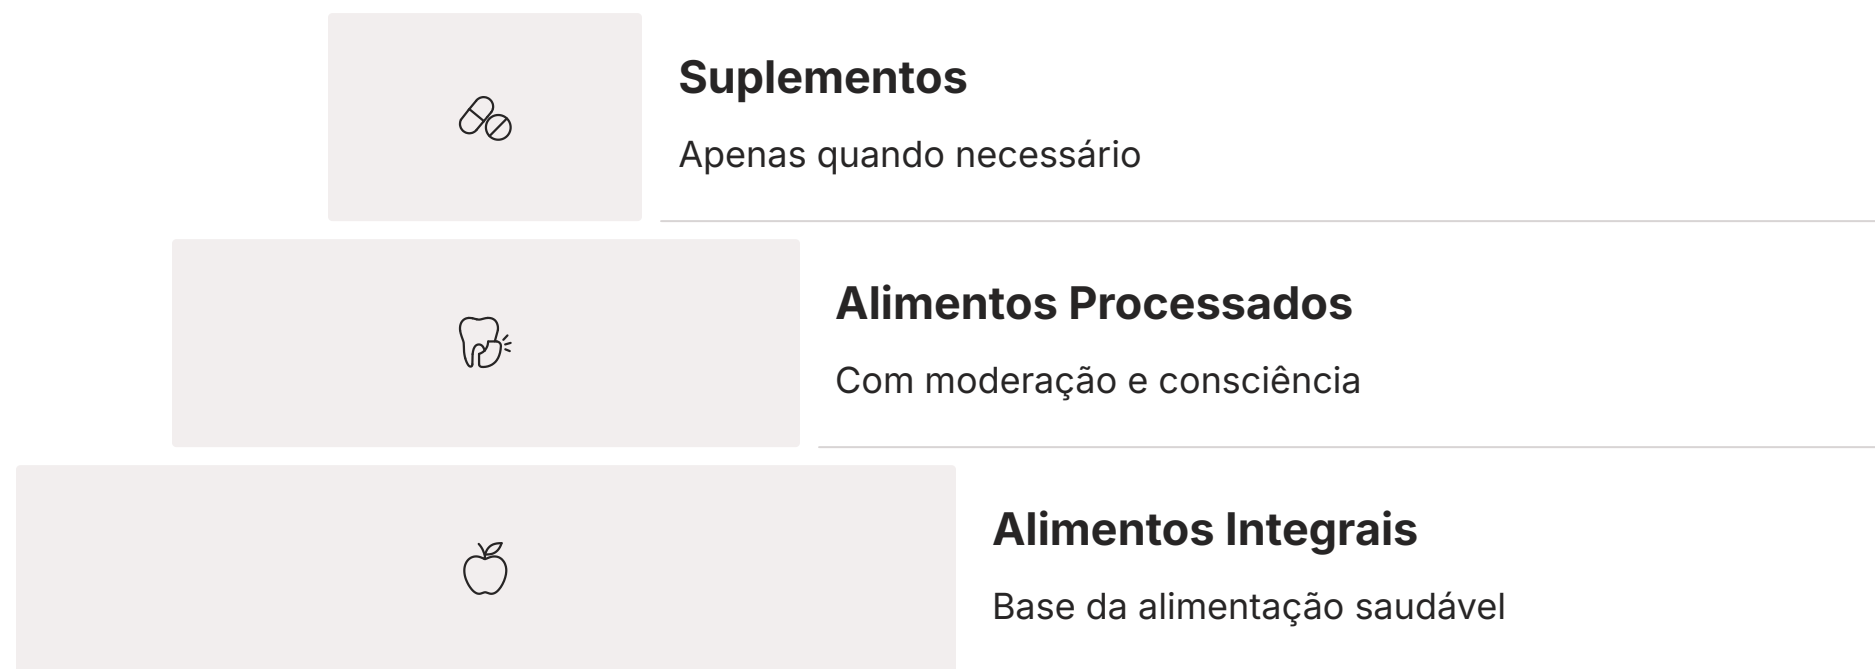 Suplementos
Apenas quando necessário
Alimentos Processados
Com moderação e consciência
Alimentos Integrais
Base da alimentação saudável